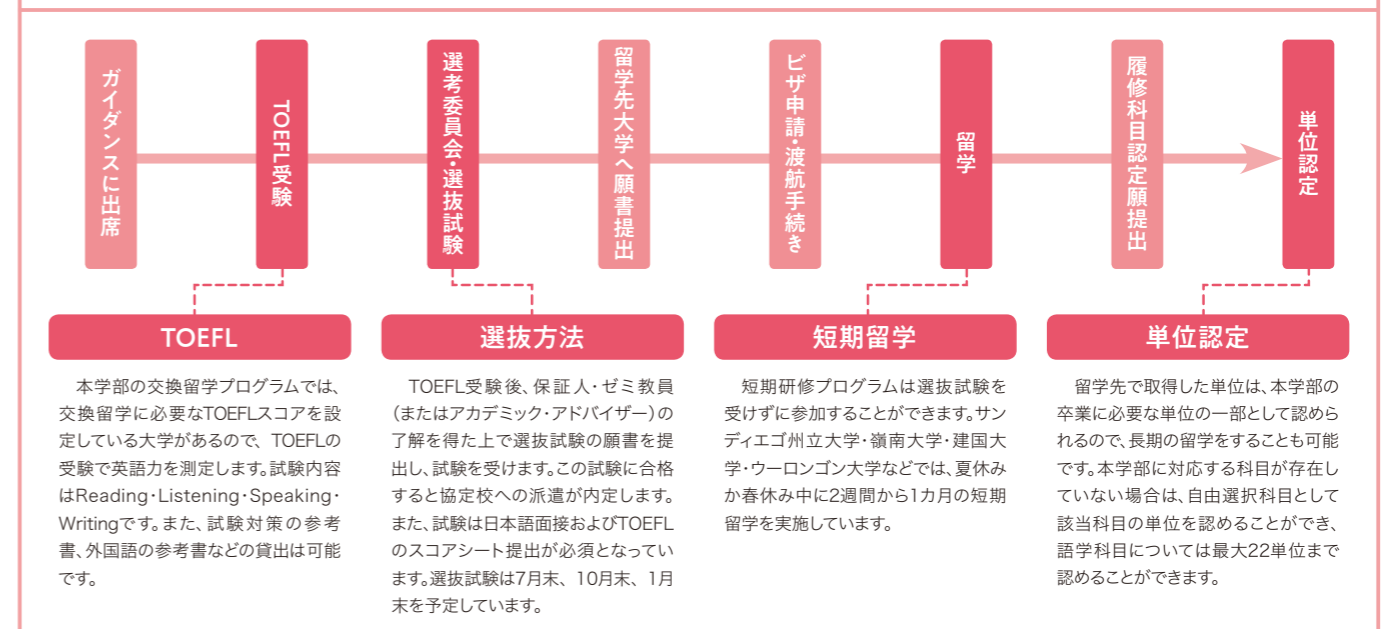 ガイダンスに出席
TOEFL受験
選考委員会・選抜試験
留学先大学へ願書提出
ビザ申請・渡航手続き
留学
履修科目認定願提出
単位認定
TOEFL
本学部の交換留学プログラムでは、
交換留学に必要なTOEFLスコアを設
定している大学があるので、TOEFLの
受験で英語力を測定します。試験内容
はReading・Listening・Speaking・
Writingです。また、試験対策の参考
書、外国語の参考書などの貸出は可能
です。
選抜方法
TOEFL受験後、保証人・ゼミ教員
（またはアカデミック・アドバイザー）の
了解を得た上で選抜試験の願書を提
出し、試験を受けます。この試験に合格
すると協定校への派遣が内定します。
また、試験は日本語面接およびTOEFL
のスコアシート提出が必須となってい
ます。選抜試験は7月末、10月末、1月
末を予定しています。
短期留学
短期研修プログラムは選抜試験を
受けずに参加することができます。サン
ディエゴ州立大学・嶺南大学・建国大
学・ウーロンゴン大学などでは、夏休み
か春休み中に2週間から1カ月の短期
留学を実施しています。
単位認定
留学先で取得した単位は、本学部の
卒業に必要な単位の一部として認めら
れるので、長期の留学をすることも可能
です。本学部に対応する科目が存在し
ていない場合は、自由選択科目として
該当科目の単位を認めることができ、
語学科目については最大22単位まで
認めることができます。